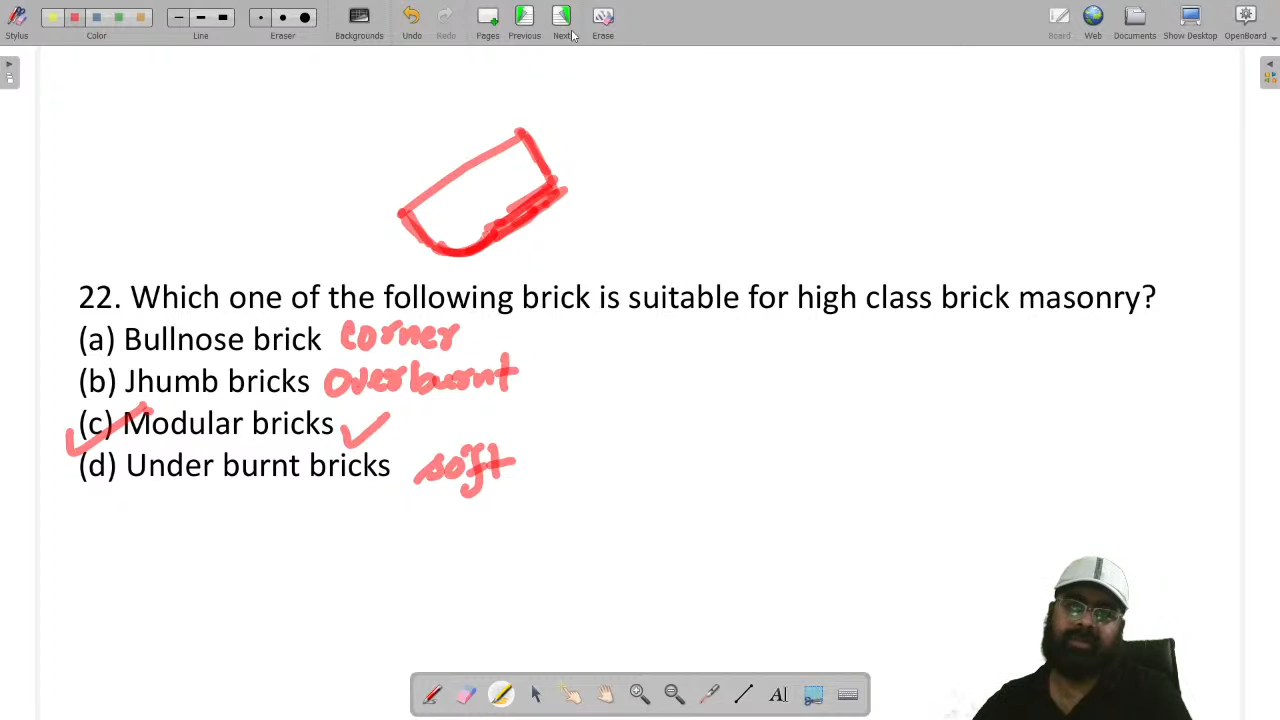 Stylus Color Line Eraser Backgrounds Undo Redo Pages Previous Next Erase Board Web Documents Show Desktop OpenBoard
22. Which one of the following brick is suitable for high class brick masonry?
(a) Bullnose brick corner
(b) Jhumb bricks overburnt
(c) Modular bricks
(d) Under burnt bricks soft
AI